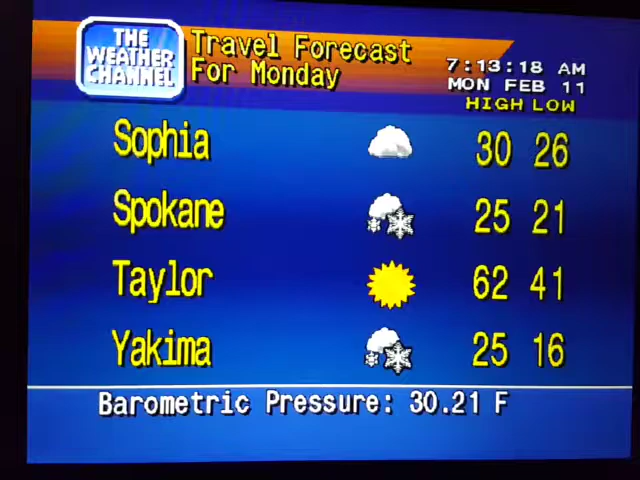 THE
WEATHER
CHANNEL
Travel Forecast
For Monday
7:13:18 AM
MON FEB 11
HIGH LOW
Sophia 30 26
Spokane 25 21
Taylor 62 41
Yakima 25 16
Barometric Pressure: 30.21 F